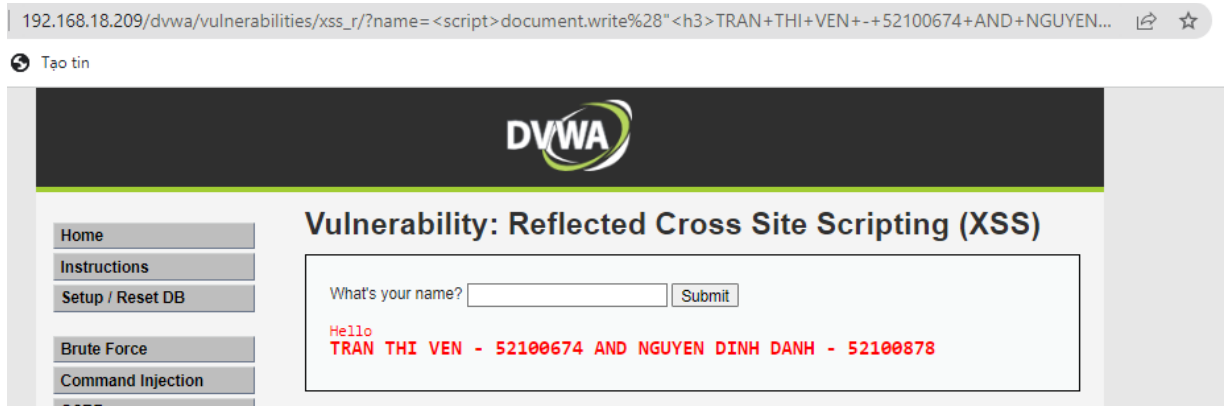 192.168.18.209/dvwa/vulnerabilities/xss_r/?name=<script>document.write%28"<h3>TRAN+THI+VEN+-+52100674+AND+NGUYEN...
Tạo tin
DVWA
Vulnerability: Reflected Cross Site Scripting (XSS)
Home
Instructions
Setup / Reset DB
Brute Force
Command Injection
What's your name? Submit
Hello
TRAN THI VEN - 52100674 AND NGUYEN DINH DANH - 52100878